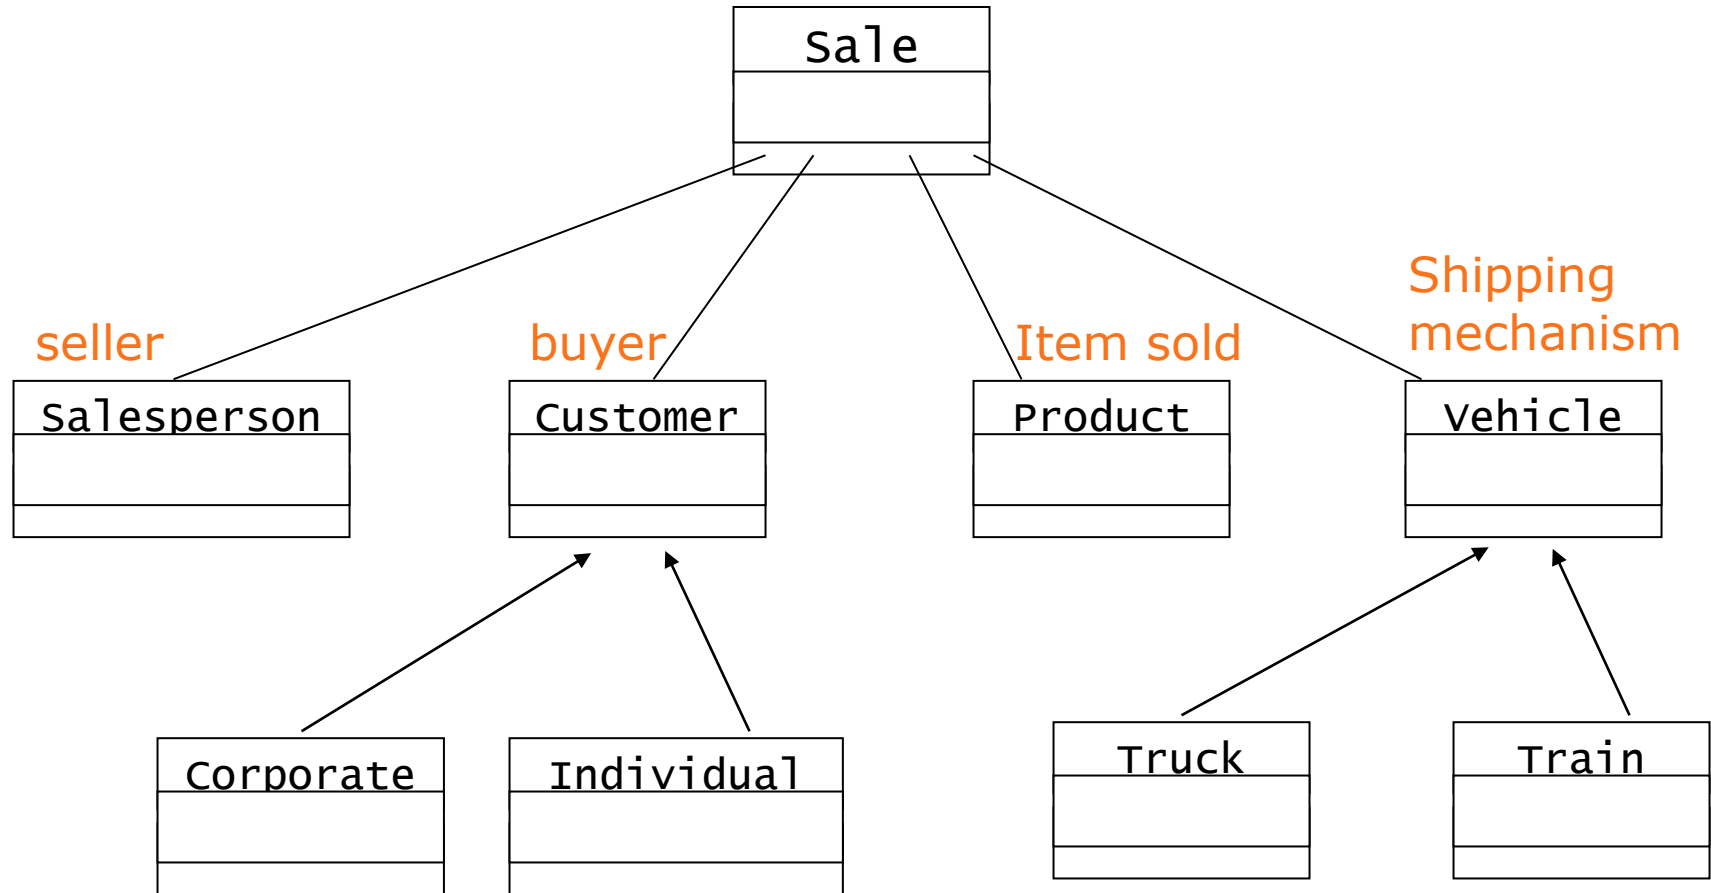 Sale
Shipping
mechanism
seller
buyer
Item sold
Salesperson
Customer
Product
Vehicle
Corporate
Individual
Truck
Train